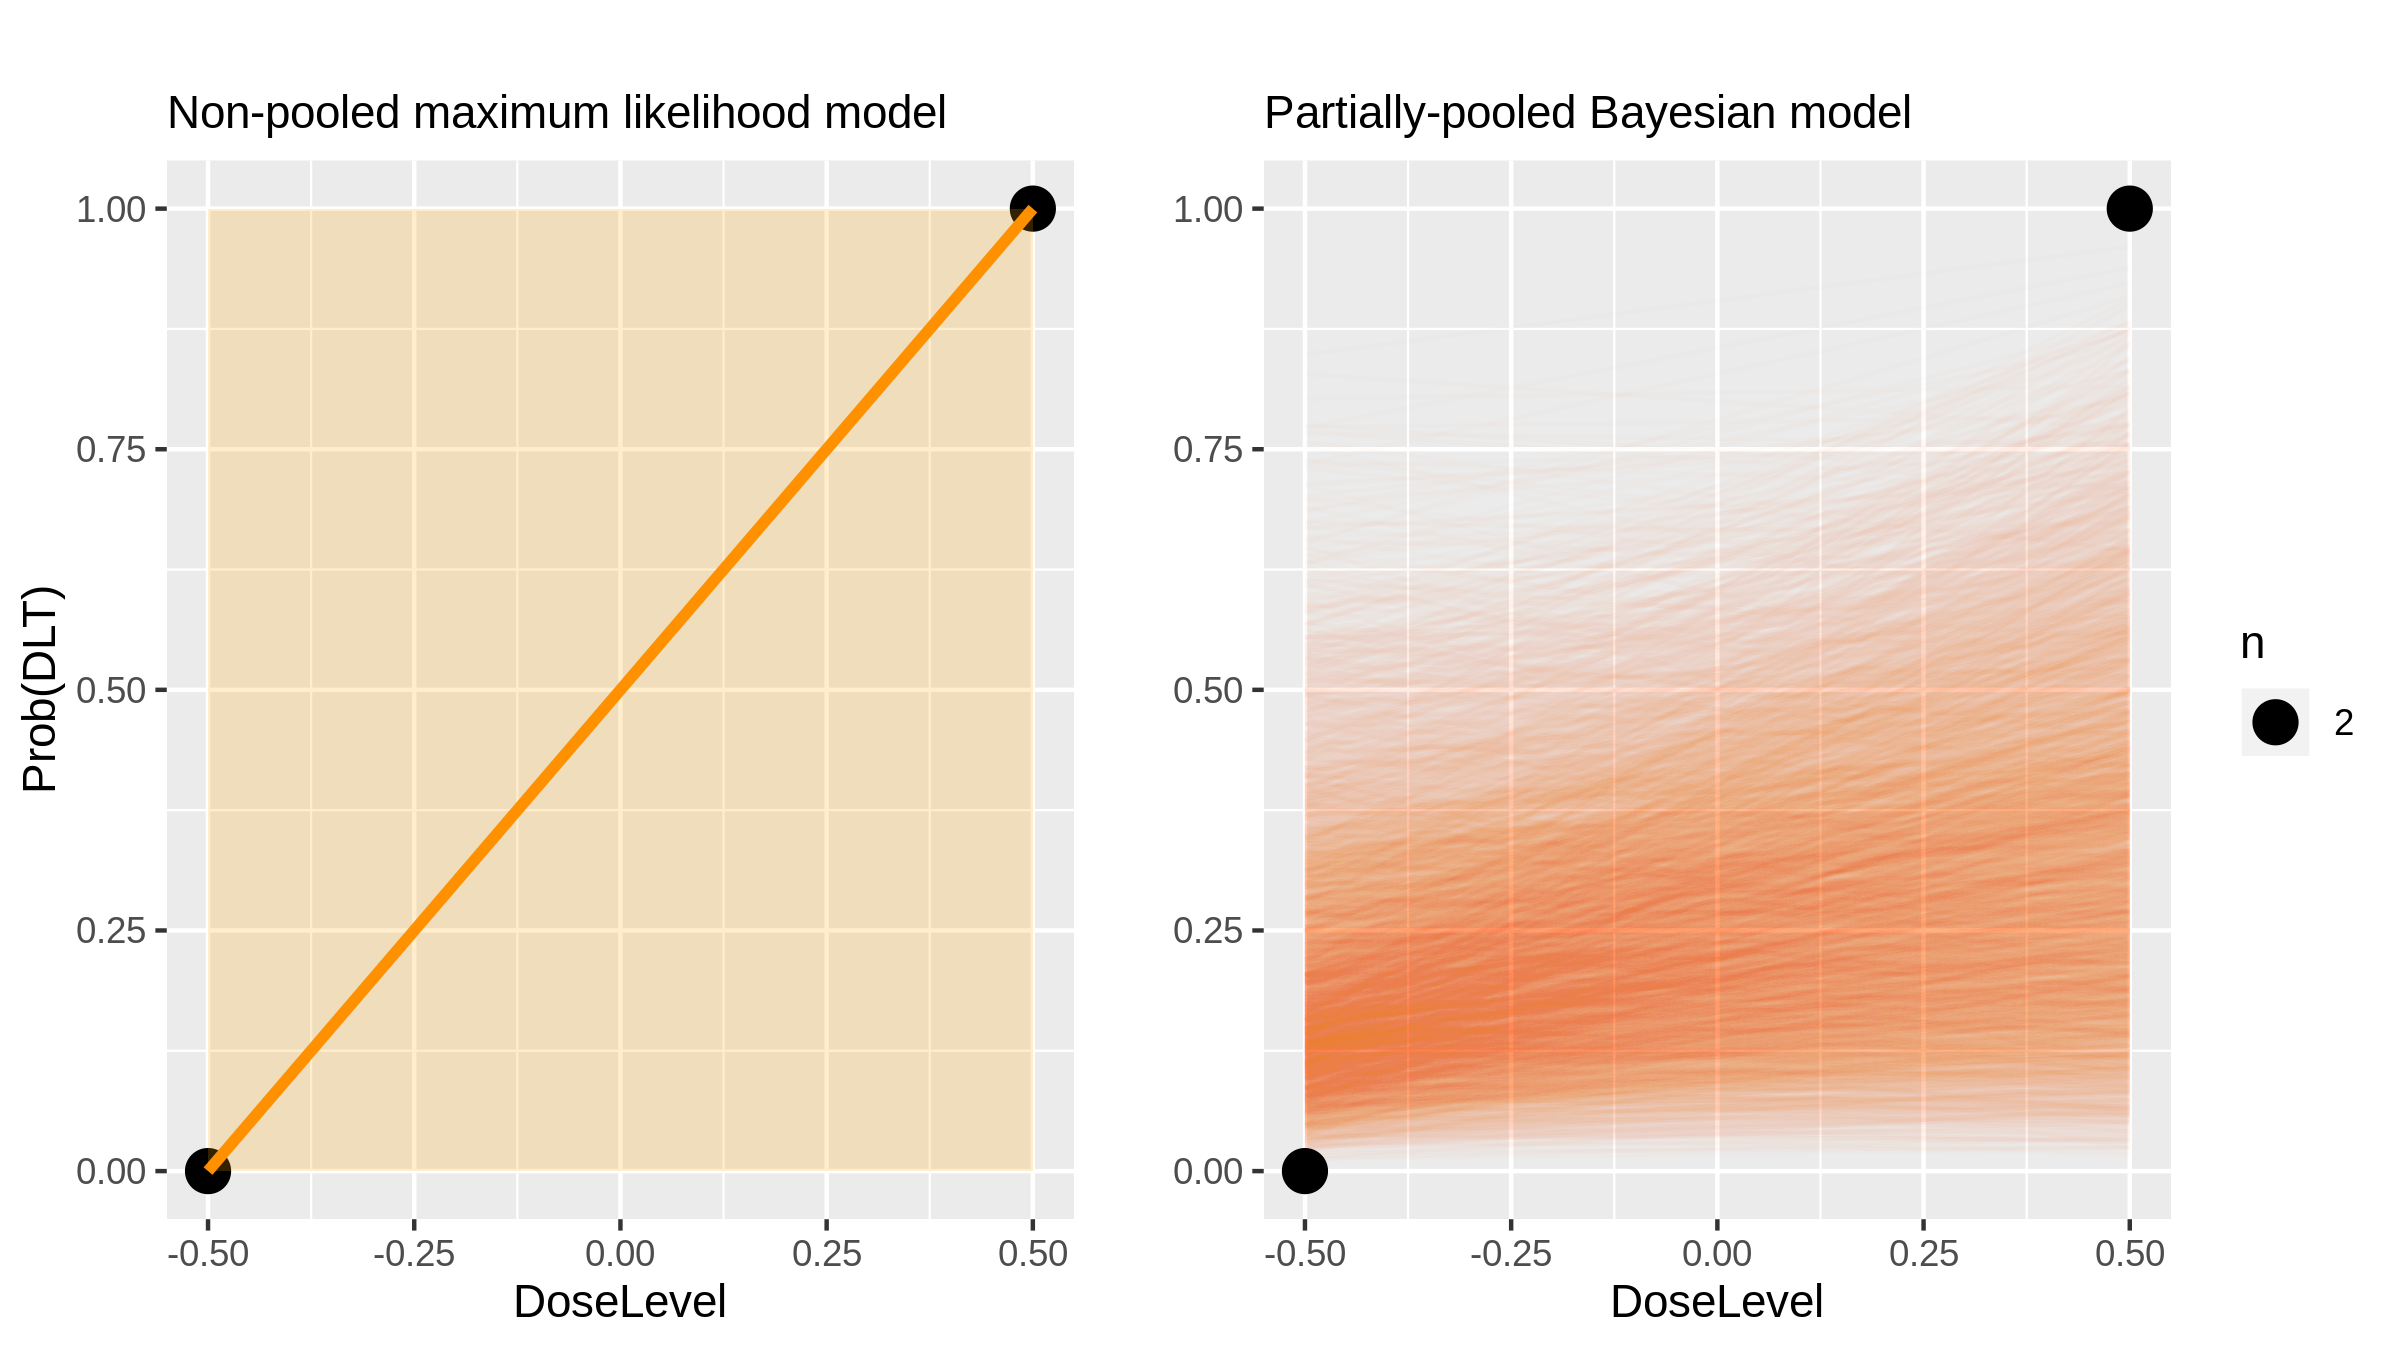 Non-pooled maximum likelihood model
Prob(DLT)
1.00
0.75
0.50
0.25
0.00
-0.50 -0.25 0.00 0.25 0.50
DoseLevel
Partially-pooled Bayesian model
1.00
0.75
0.50
0.25
0.00
-0.50 -0.25 0.00 0.25 0.50
DoseLevel
n
2